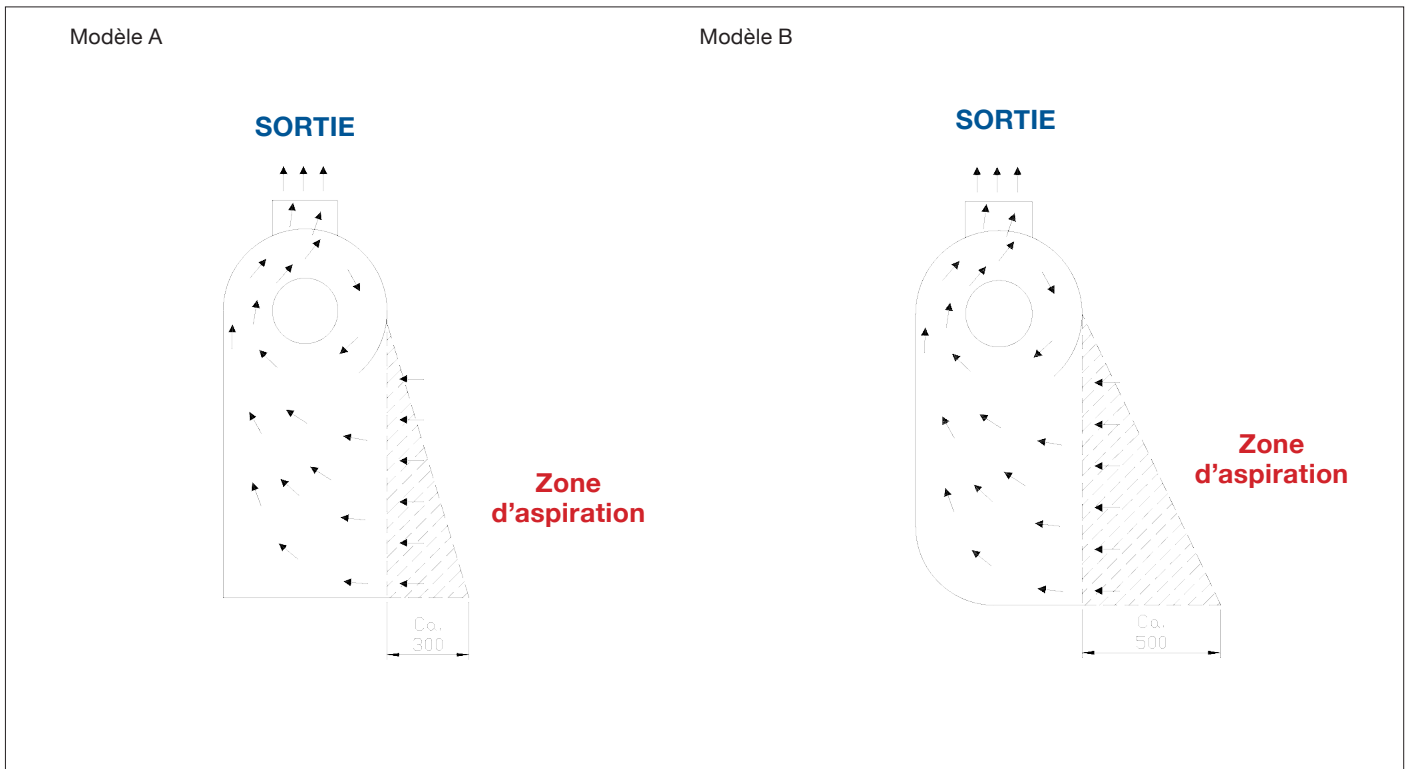 Modèle A
Modèle B
SORTIE
SORTIE
Zone
d'aspiration
Zone
d'aspiration
Ca.
300
Ca.
500